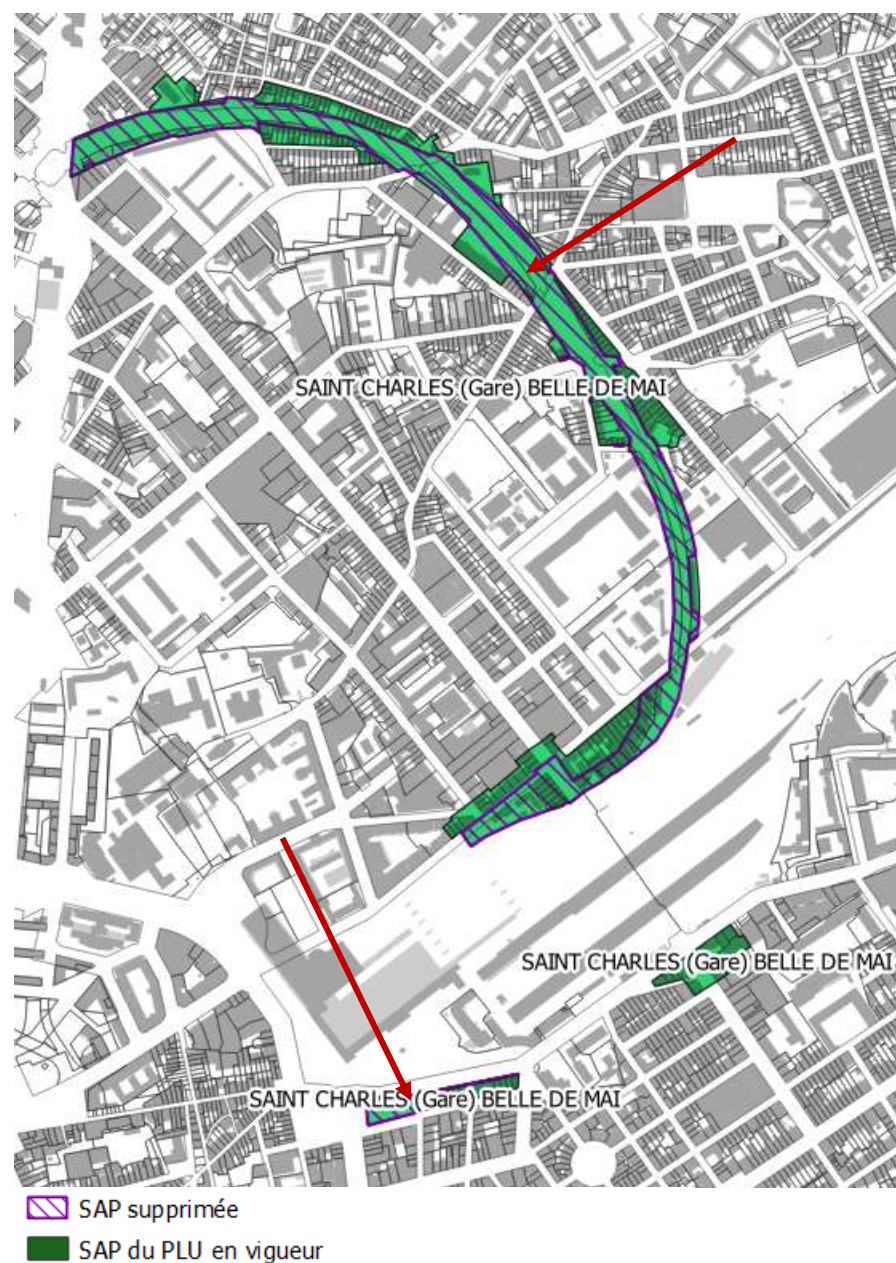 SAINT CHARLES (Gare) BELLE DE MAI
SAINT CHARLES (Gare) BELLE DE MAI
SAINT CHARLES (Gare) BELLE DE MAI
SAP supprimée
SAP du PLU en vigueur